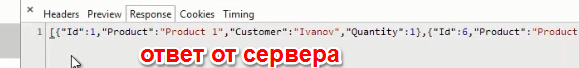 × Headers Preview Response Cookies Timing
1 [{"Id":1,"Product":"Product 1","Customer":"Ivanov","Quantity":1},{"Id":6,"Product":"Product
ответ от сервера